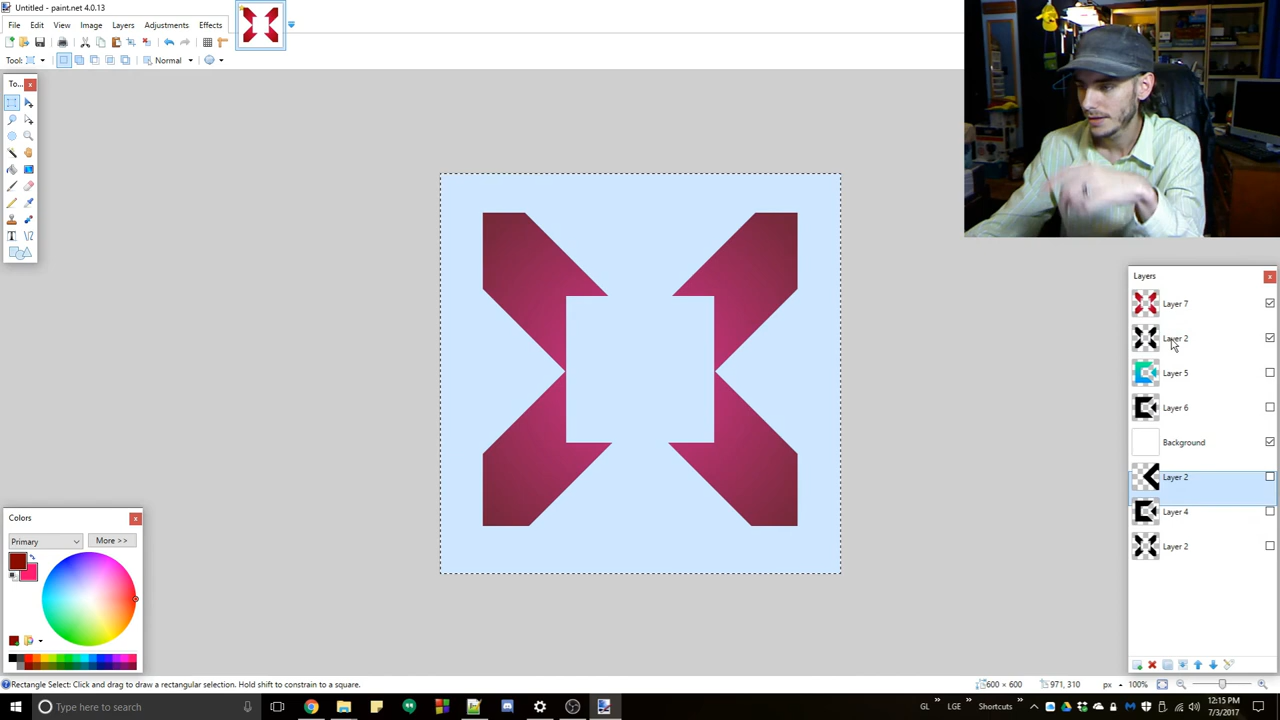 Untitled - paint.net 4.0.13
File Edit View Image Layers Adjustments Effects
Tool: Normal
To...
Layers
Layer 7
Layer 2
Layer 5
Layer 6
Background
Layer 2
Layer 4
Layer 2
Colors
Primary More >>
Rectangle Select: Click and drag to draw a rectangular selection. Hold shift to constrain to a square. 600 × 600 971, 310 px 100%
Type here to search GL » LGE » Shortcuts » 12:15 PM
7/3/2017